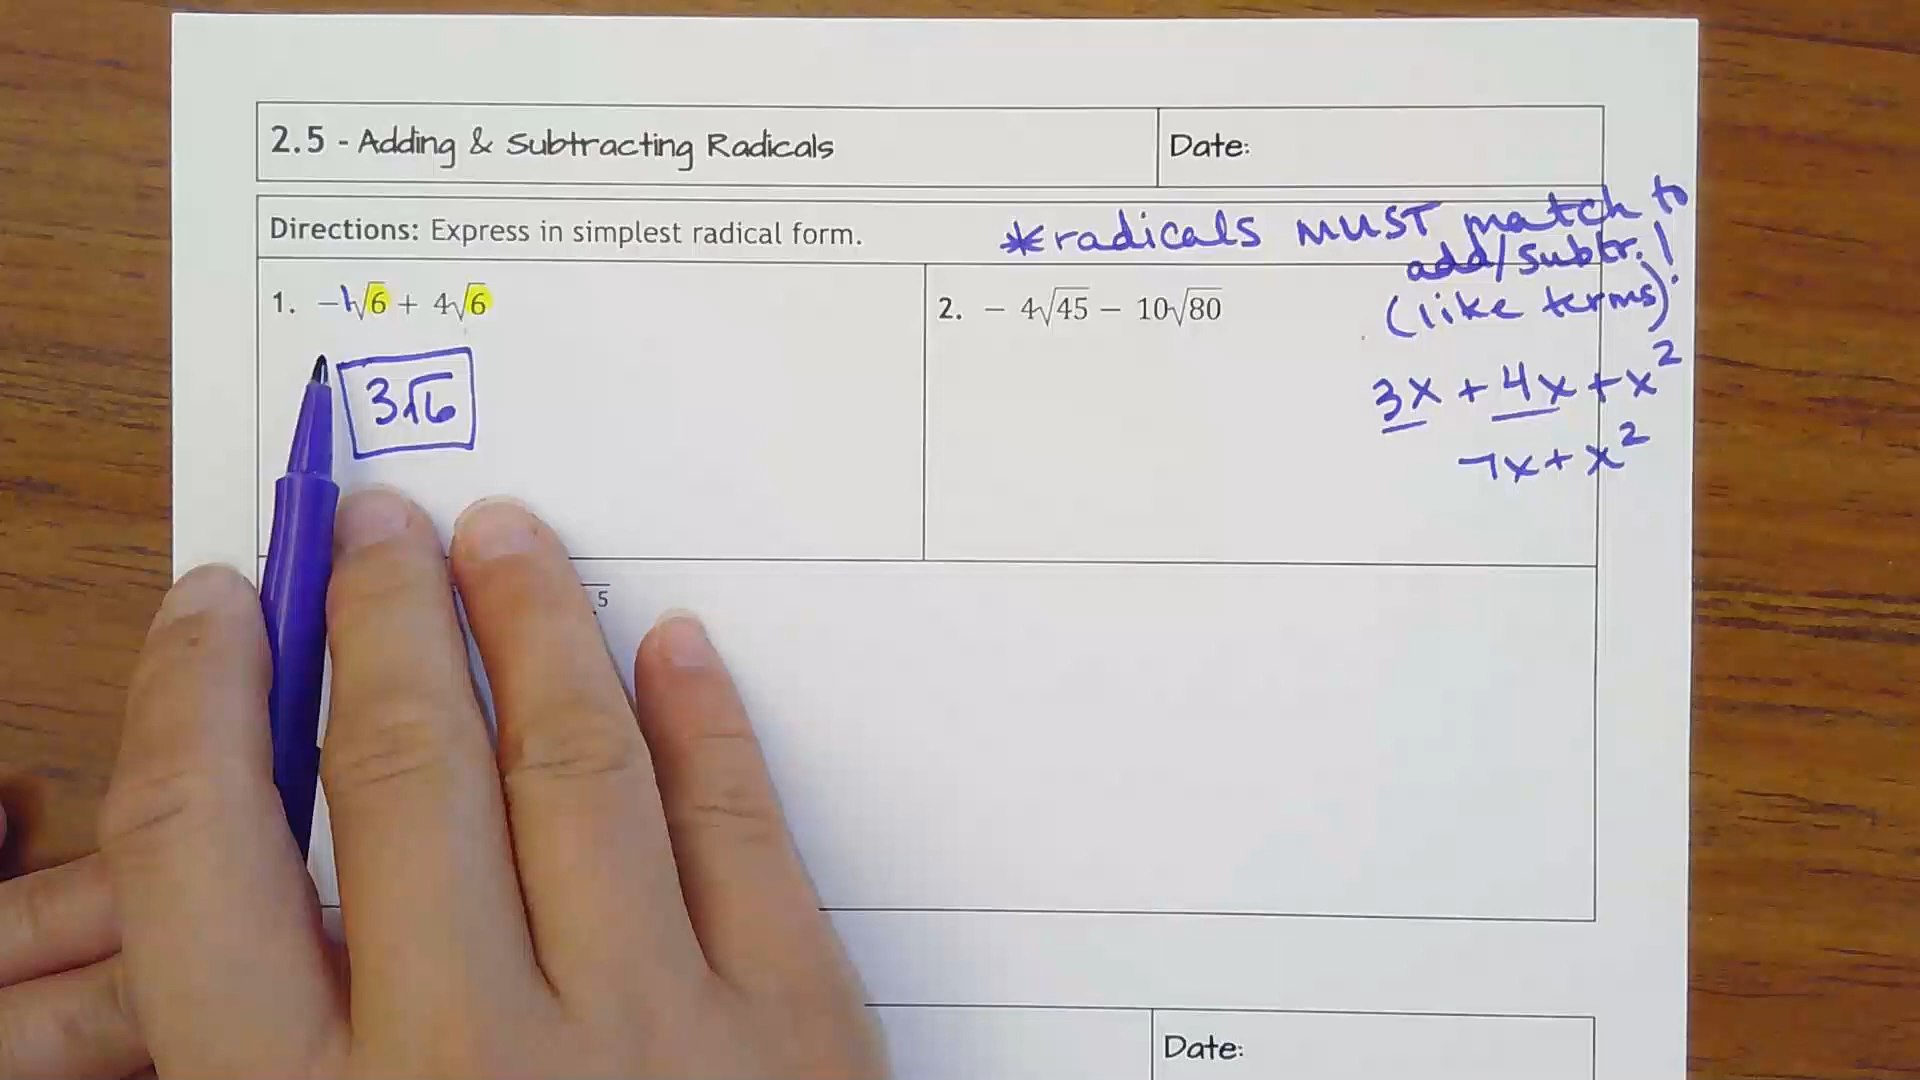 2.5 - Adding & Subtracting Radicals
Date:
Directions: Express in simplest radical form.
*radicals MUST match to
add/subtr.!
(like terms)
1. -1√6 + 4√6
3√6
2. - 4√45 - 10√80
3x + 4x + x²
7x + x²
5
Date: